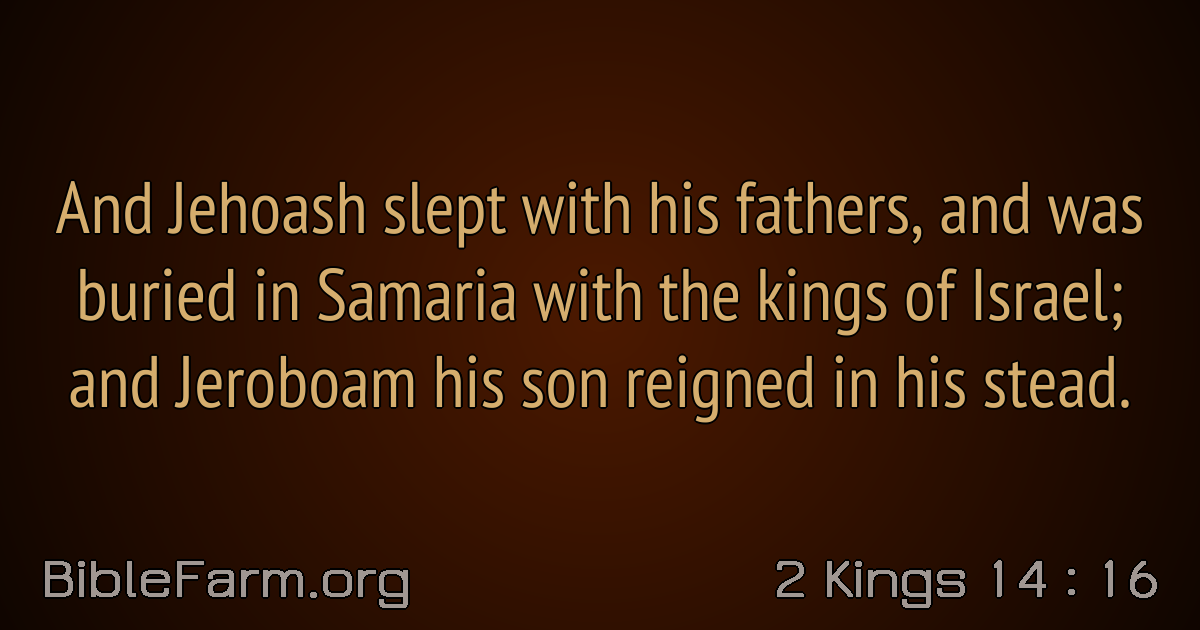 And Jehoash slept with his fathers, and was
buried in Samaria with the kings of Israel;
and Jeroboam his son reigned in his stead.
BibleFarm.org
2 Kings 14 : 16